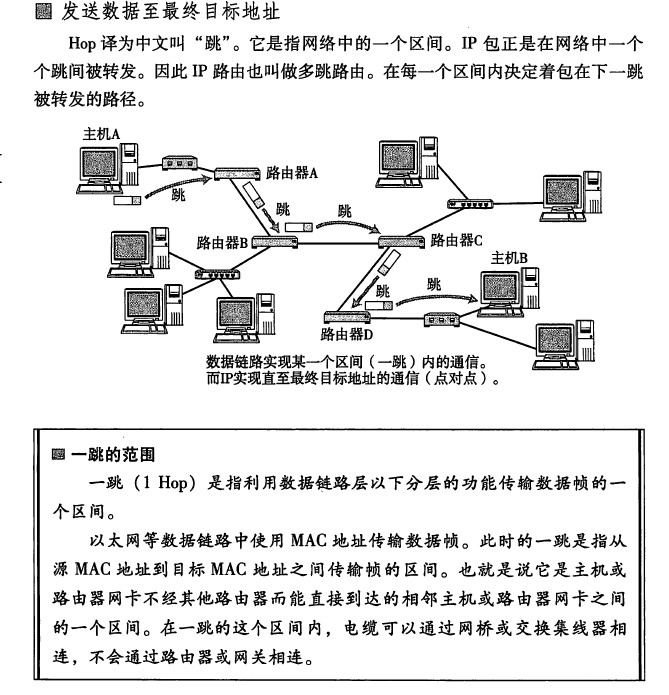 发送数据至最终目标地址
Hop 译为中文叫“跳”。它是指网络中的一个区间。IP 包正是在网络中一个
个跳间被转发。因此 IP 路由也叫做多跳路由。在每一个区间内决定着包在下一跳
被转发的路径。
主机A
路由器A
跳
跳
跳
路由器B
路由器C
主机B
跳
跳
路由器D
数据链路实现某一个区间（一跳）内的通信。
而IP实现直至最终目标地址的通信（点对点）。
一跳的范围
一跳（1 Hop）是指利用数据链路层以下分层的功能传输数据帧的一
个区间。
以太网等数据链路中使用 MAC 地址传输数据帧。此时的一跳是指从
源 MAC 地址到目标 MAC 地址之间传输帧的区间。也就是说它是主机或
路由器网卡不经其他路由器而能直接到达的相邻主机或路由器网卡之间
的一个区间。在一跳的这个区间内，电缆可以通过网桥或交换集线器相
连，不会通过路由器或网关相连。